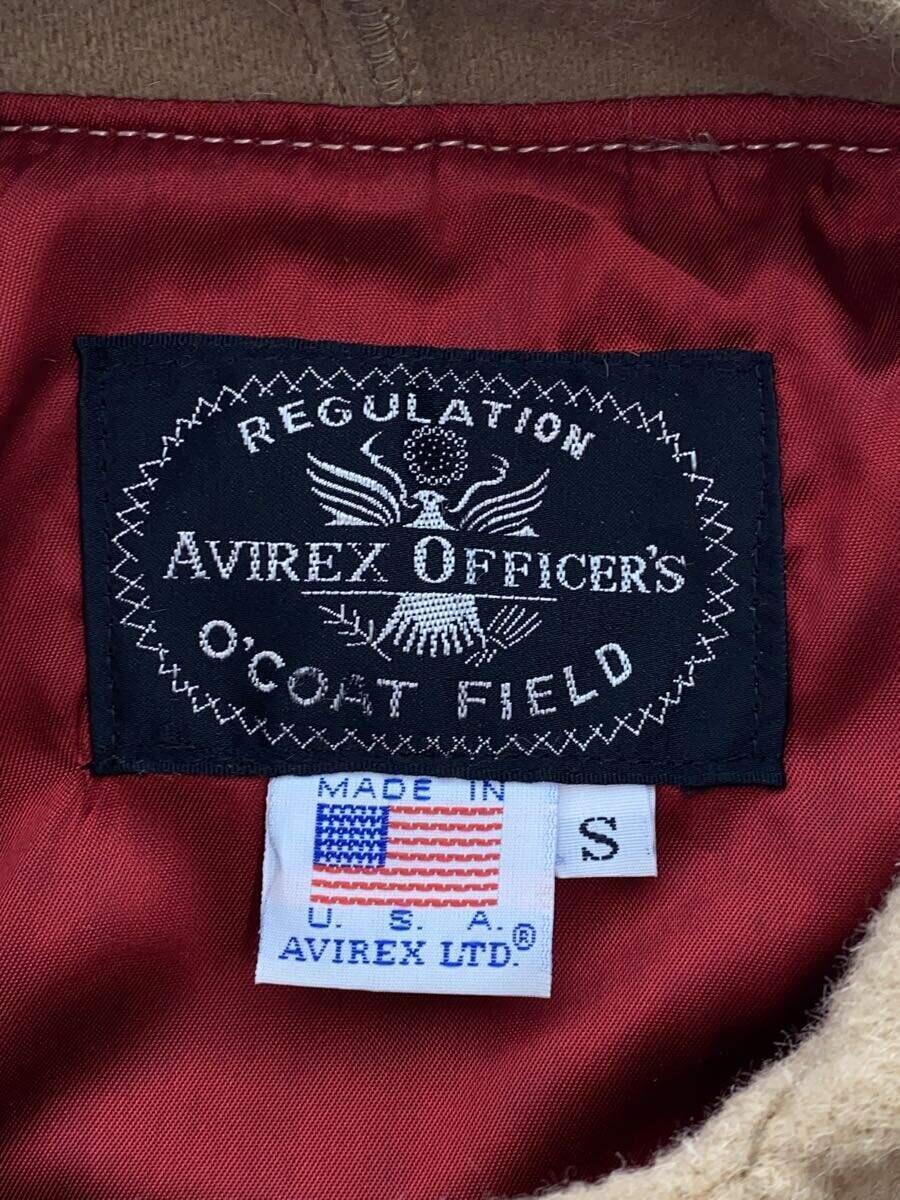 REGULATION
AVIREX OFFICER'S
O'COAT FIELD
MADE IN
U. S. A.
AVIREX LTD.®
S